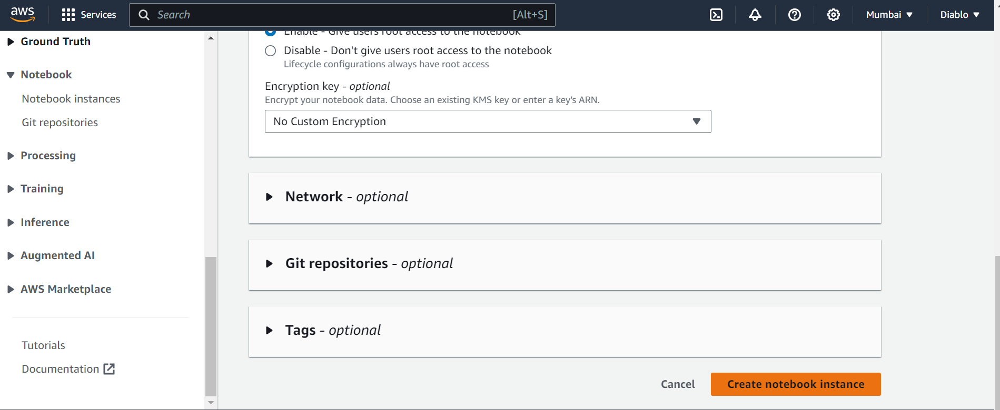 aws
Services
Search
[Alt+S]
Mumbai
Diablo
Ground Truth
Notebook
Notebook instances
Git repositories
Processing
Training
Inference
Augmented AI
AWS Marketplace
Tutorials
Documentation
Enable - Give users root access to the notebook
Disable - Don't give users root access to the notebook
Lifecycle configurations always have root access
Encryption key - optional
Encrypt your notebook data. Choose an existing KMS key or enter a key's ARN.
No Custom Encryption
Network - optional
Git repositories - optional
Tags - optional
Cancel
Create notebook instance